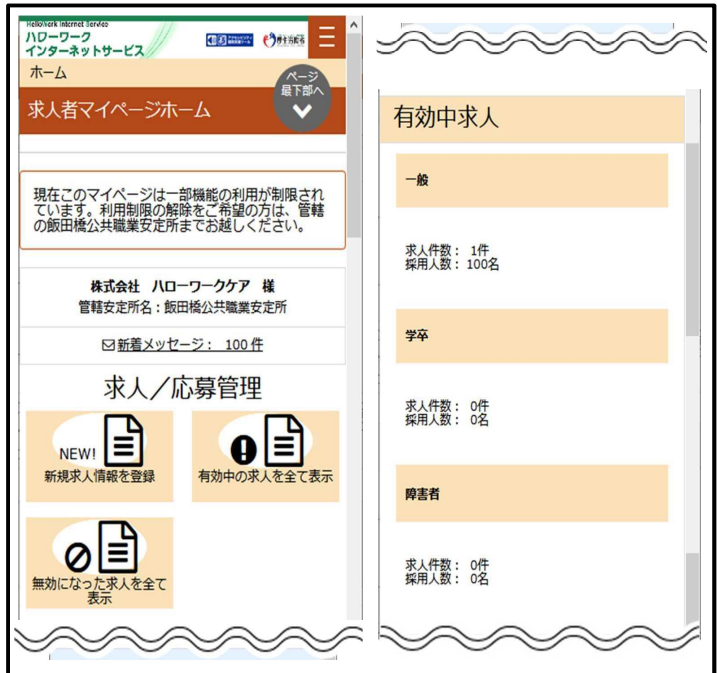 HelloWork Internet Service
ハローワーク
インターネットサービス
ホーム
ページ
最下部へ
求人者マイページホーム
現在このマイページは一部機能の利用が制限され
ています。利用制限の解除をご希望の方は、管轄
の飯田橋公共職業安定所までお越しください。
株式会社 ハローワークケア 様
管轄安定所名：飯田橋公共職業安定所
新着メッセージ： 100 件
求人／応募管理
NEW!
新規求人情報を登録
有効中の求人を全て表示
無効になった求人を全て
表示
有効中求人
一般
求人件数： 1件
採用人数： 100名
学卒
求人件数： 0件
採用人数： 0名
障害者
求人件数： 0件
採用人数： 0名